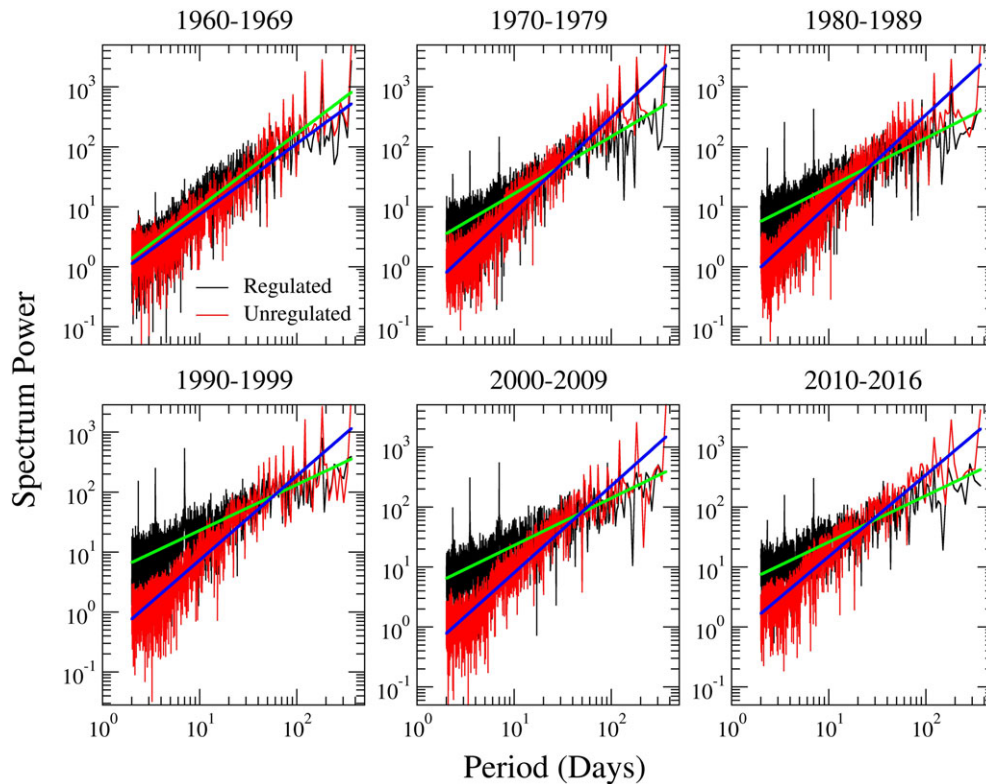 1960-1969 1970-1979 1980-1989
10³ 10³ 10³
10² 10² 10²
10¹ 10¹ 10¹
10⁰ 10⁰ 10⁰
10⁻¹ 10⁻¹ 10⁻¹
Regulated
Unregulated
Spectrum Power
1990-1999 2000-2009 2010-2016
10³ 10³ 10³
10² 10² 10²
10¹ 10¹ 10¹
10⁰ 10⁰ 10⁰
10⁻¹ 10⁻¹ 10⁻¹
10⁰ 10¹ 10² 10⁰ 10¹ 10² 10⁰ 10¹ 10²
Period (Days)